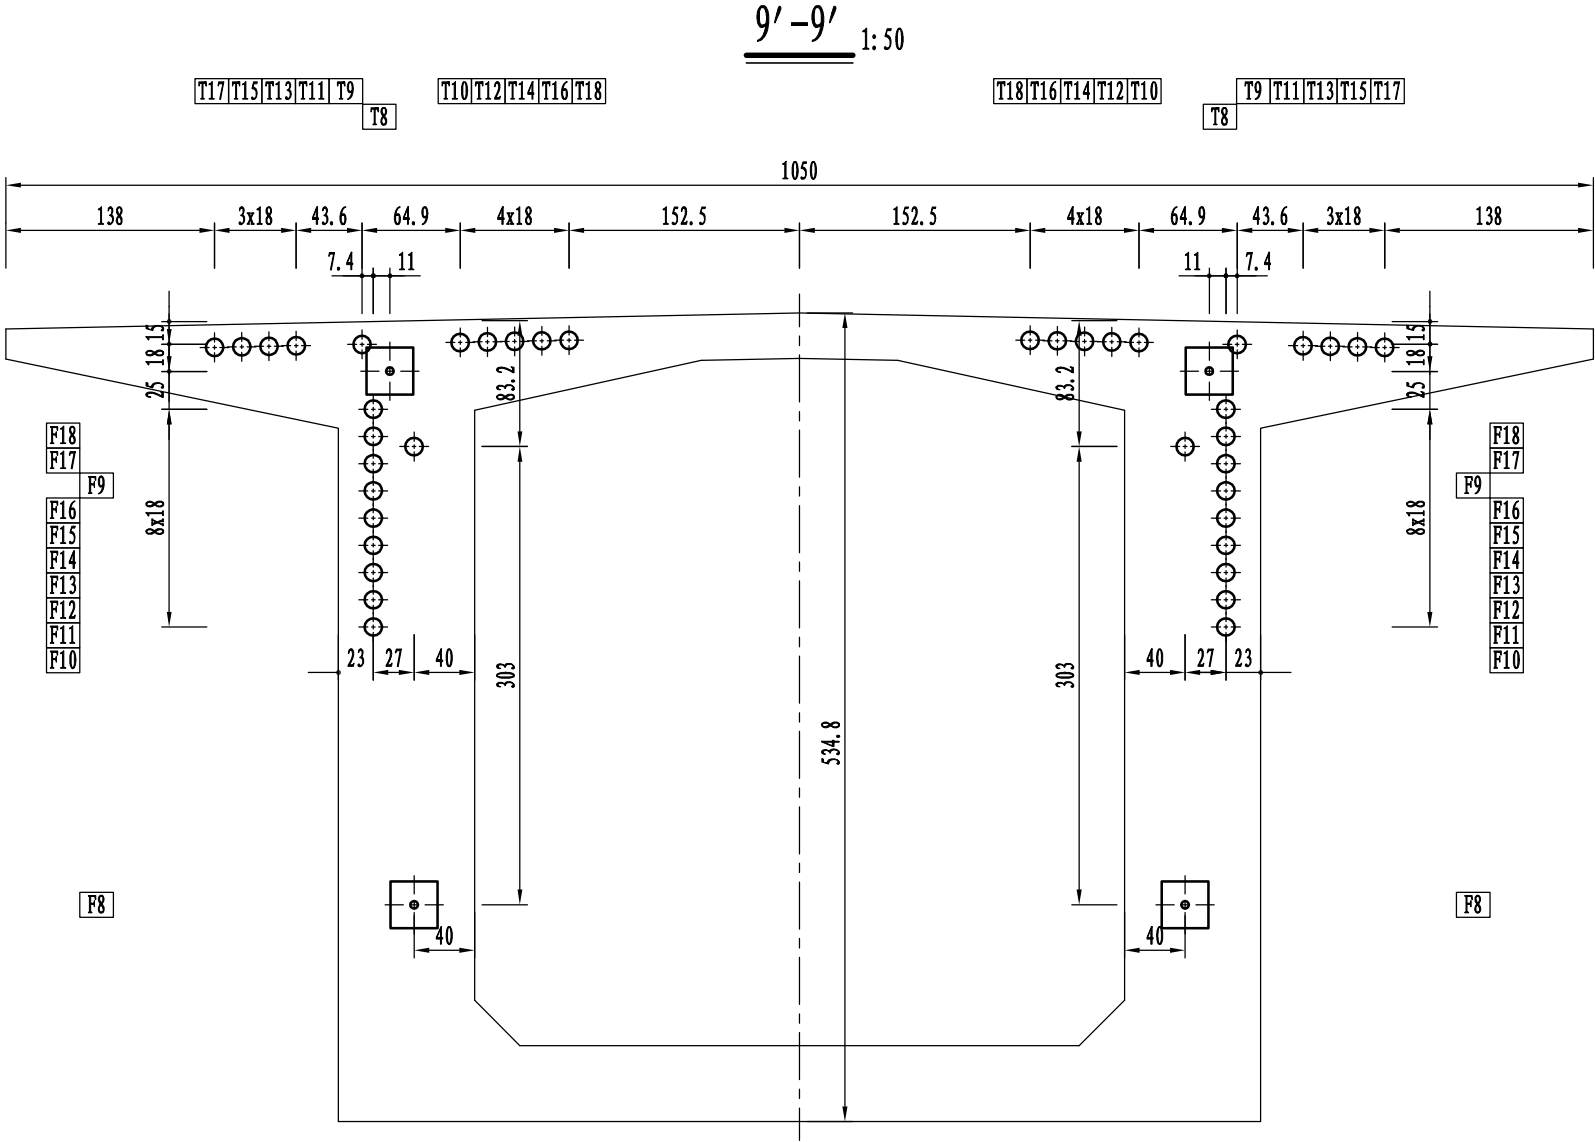 9′-9′ 1:50
T17 T15 T13 T11 T9 T10 T12 T14 T16 T18 T18 T16 T14 T12 T10 T9 T11 T13 T15 T17
T8 T8
1050
138 3x18 43.6 64.9 4x18 152.5 152.5 4x18 64.9 43.6 3x18 138
7.4 11 11 7.4
15 15
18 18
25 83.2 83.2 25
F18 F18
F17 F17
F9 F9
F16 8x18 8x18 F16
F15 F15
F14 F14
F13 F13
F12 F12
F11 F11
F10 23 27 40 303 303 40 27 23 F10
534.8
F8 F8
40 40